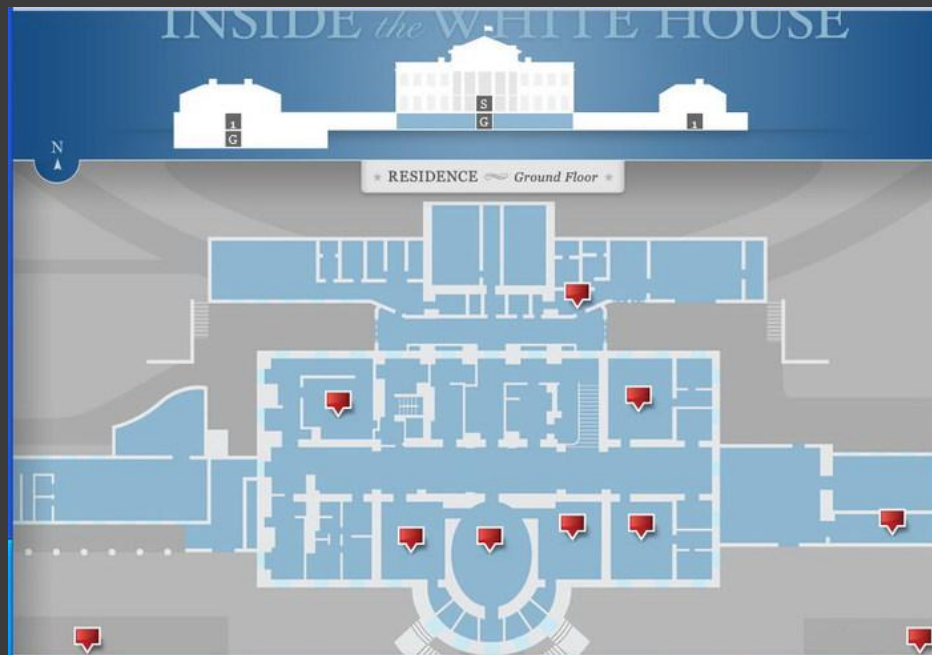 INSIDE the WHITE HOUSE
S
1 G 1
G
N
RESIDENCE Ground Floor